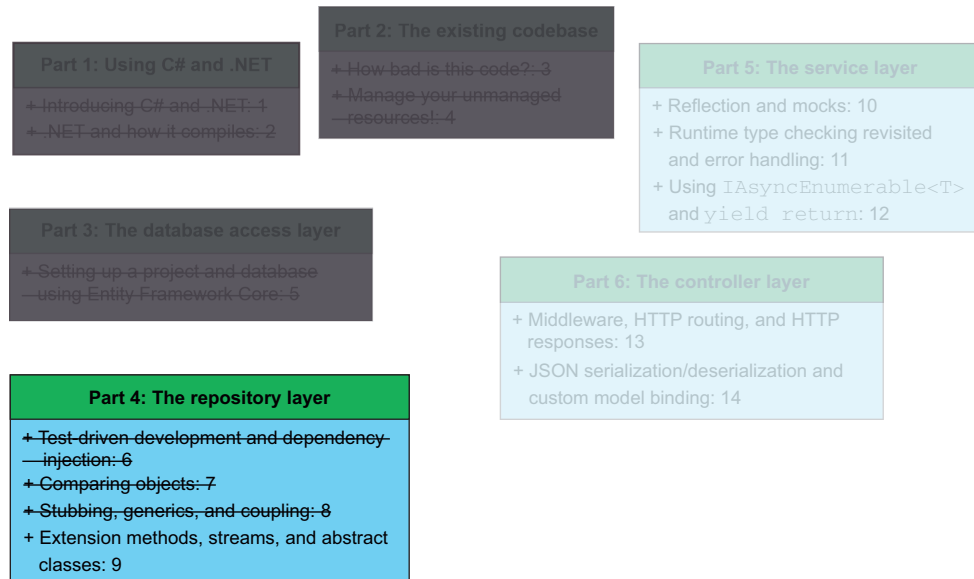 Part 1: Using C# and .NET
+ Introducing C# and .NET: 1
+ .NET and how it compiles: 2
Part 2: The existing codebase
+ How bad is this code?: 3
+ Manage your unmanaged
resources!: 4
Part 5: The service layer
+ Reflection and mocks: 10
+ Runtime type checking revisited
and error handling: 11
+ Using IAsyncEnumerable<T>
and yield return: 12
Part 3: The database access layer
+ Setting up a project and database
using Entity Framework Core: 5
Part 6: The controller layer
+ Middleware, HTTP routing, and HTTP
responses: 13
+ JSON serialization/deserialization and
custom model binding: 14
Part 4: The repository layer
+ Test-driven development and dependency
injection: 6
+ Comparing objects: 7
+ Stubbing, generics, and coupling: 8
+ Extension methods, streams, and abstract
classes: 9